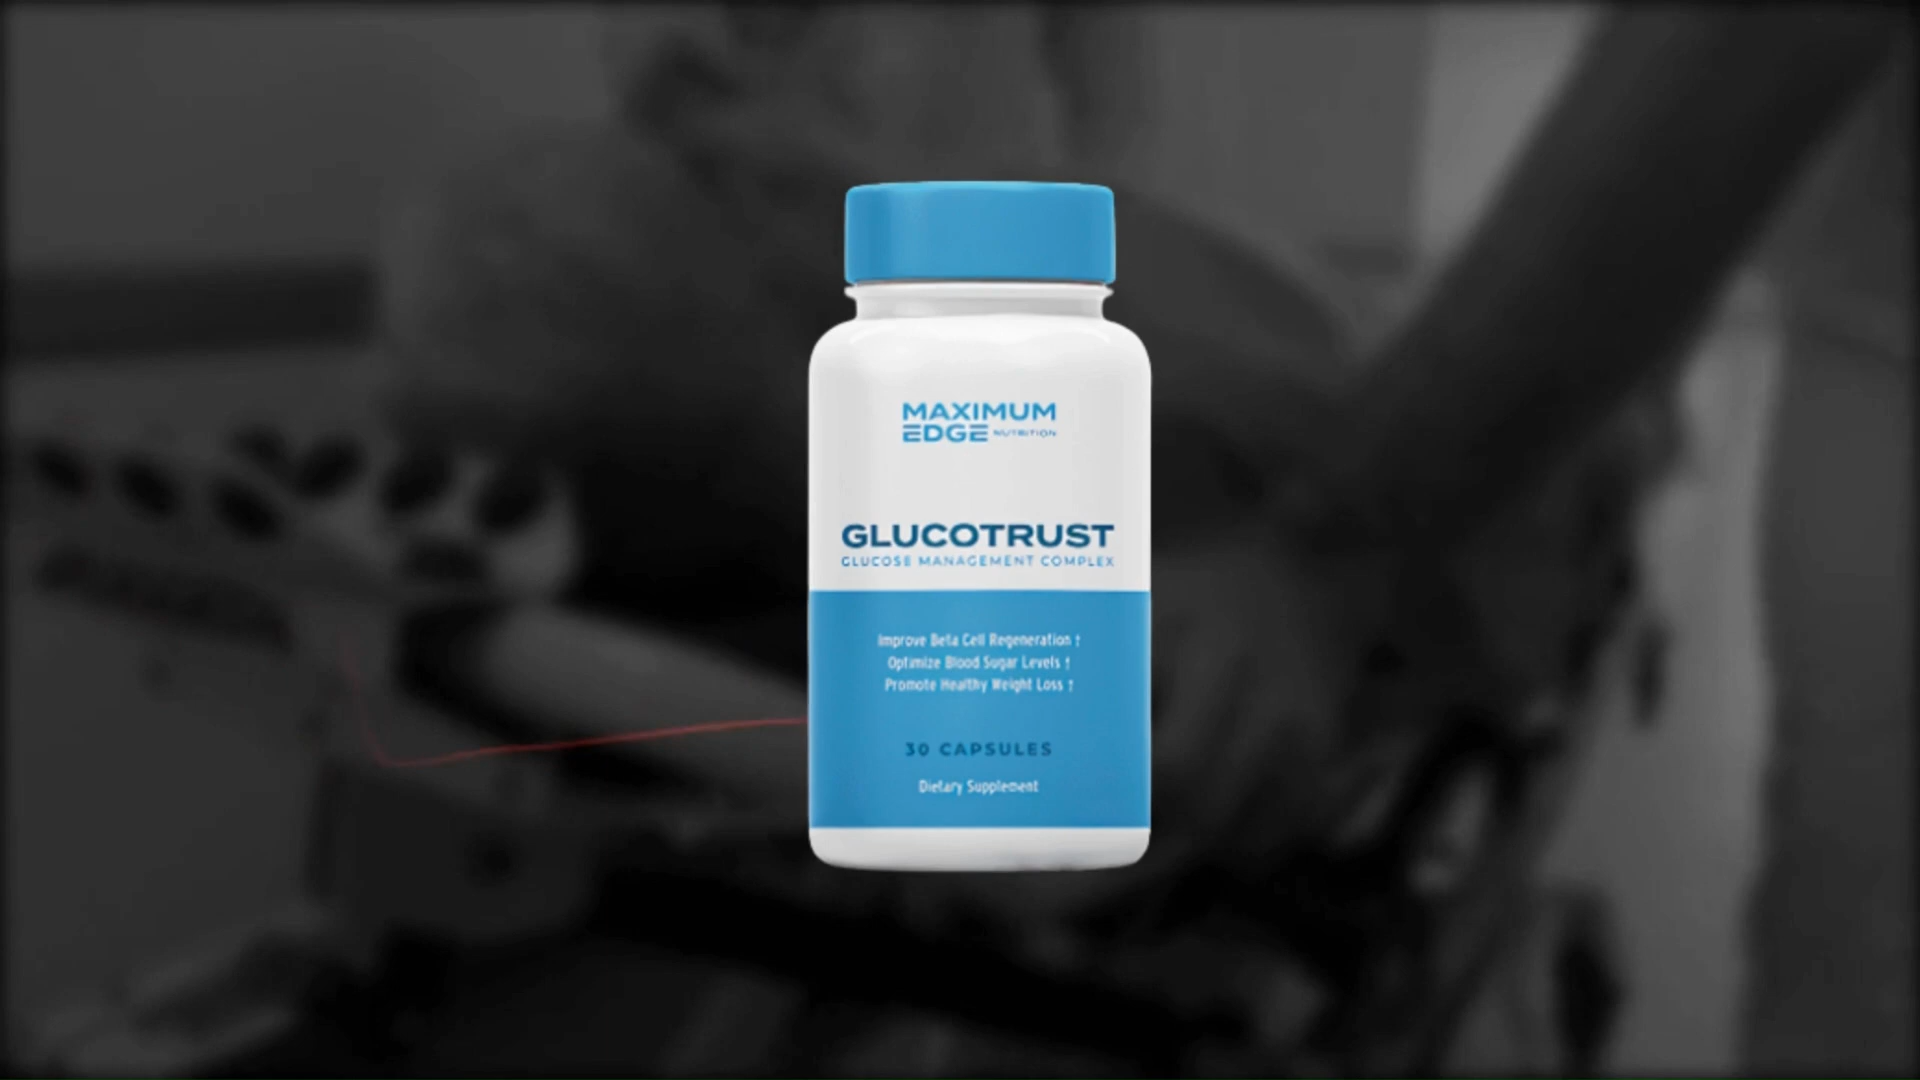 MAXIMUM
EDGE NUTRITION
GLUCOTRUST
GLUCOSE MANAGEMENT COMPLEX
Improve Beta Cell Regeneration ↑
Optimize Blood Sugar Levels ↑
Promote Healthy Weight Loss ↑
30 CAPSULES
Dietary Supplement